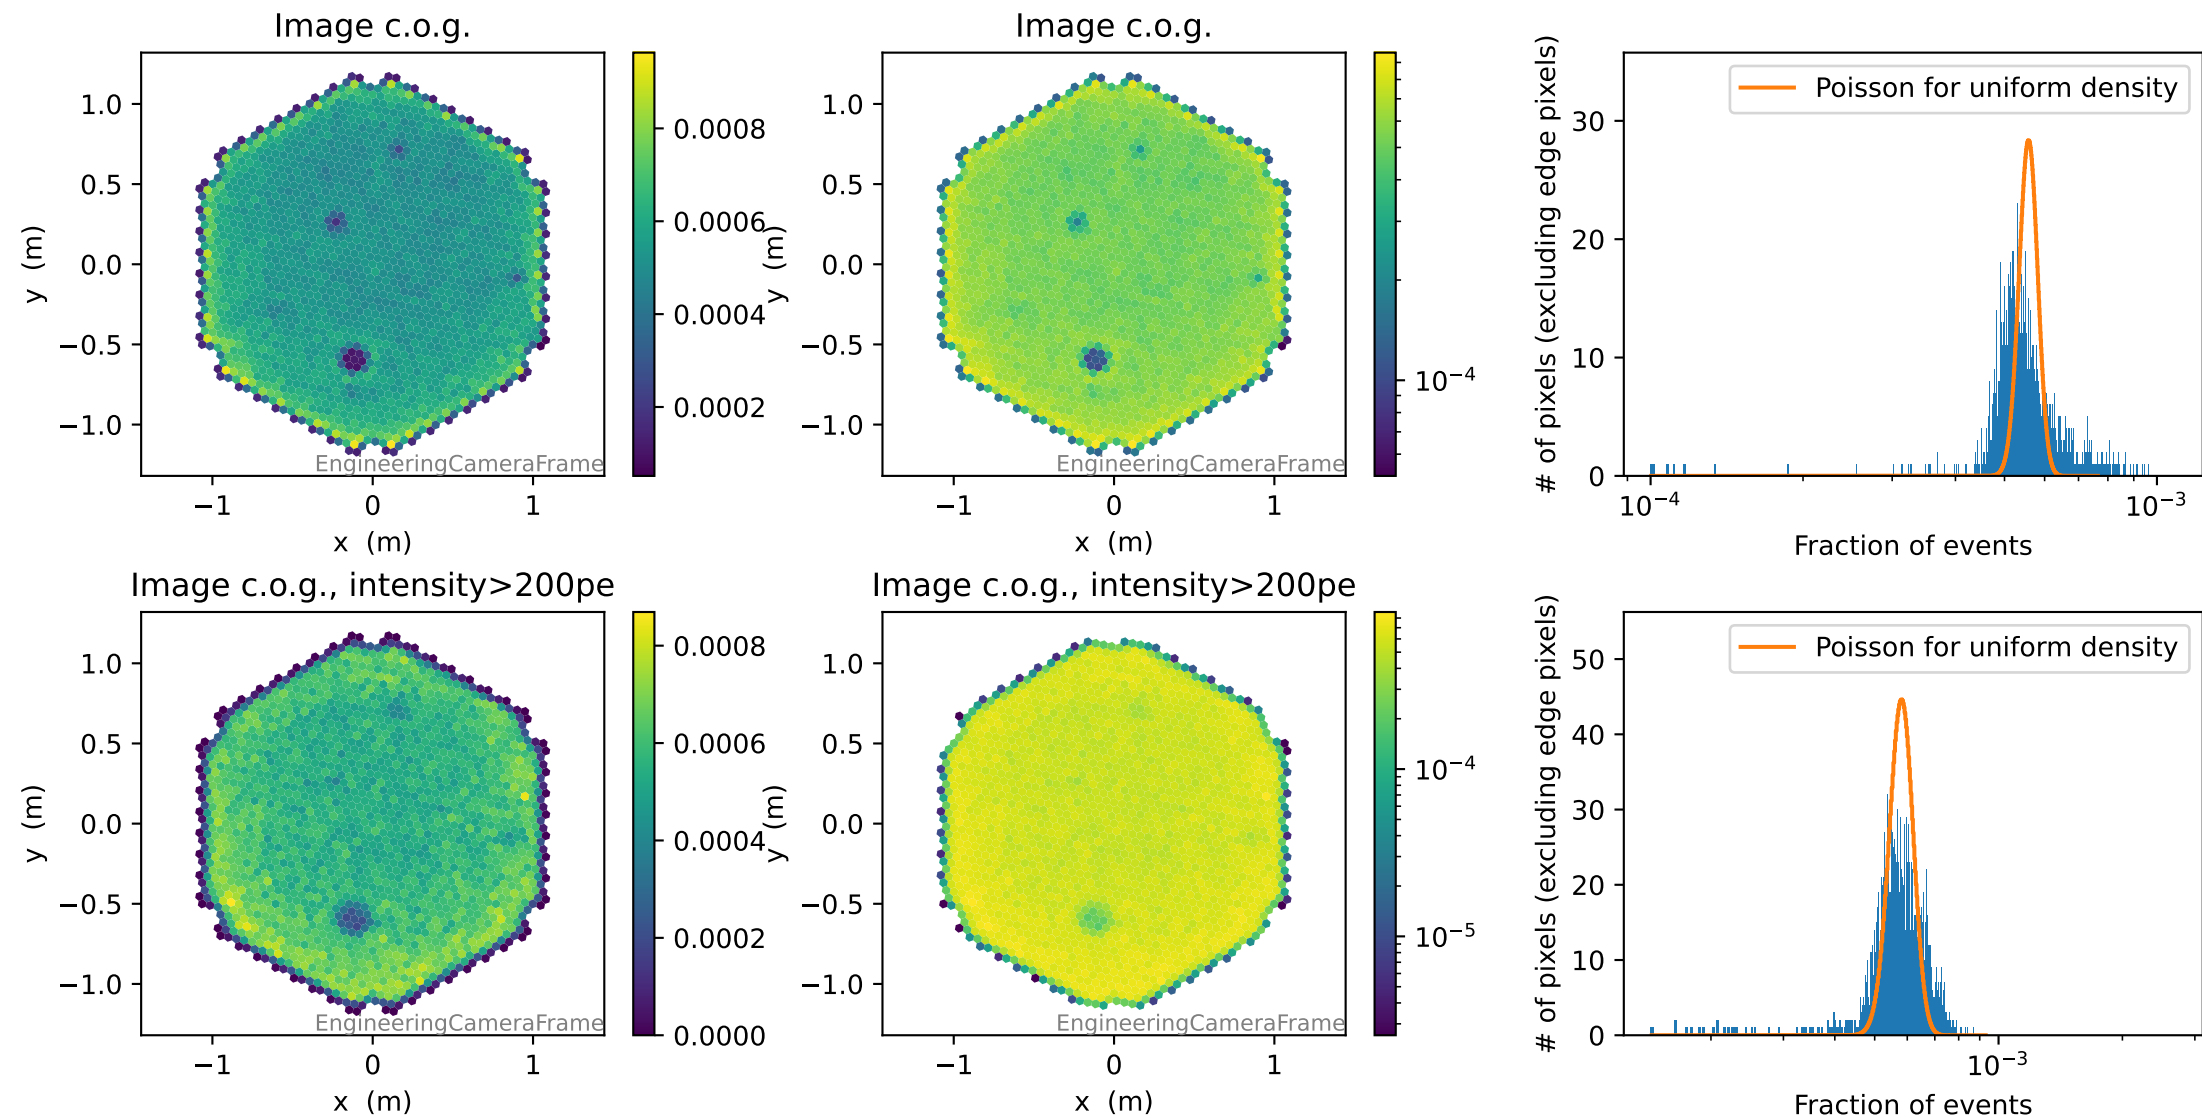 Image c.o.g.
1.0
0.5
0.0
−0.5
−1.0
y (m)
−1
0
1
x (m)
EngineeringCameraFrame
0.0008
0.0006
0.0004
0.0002
Image c.o.g.
1.0
0.5
0.0
−0.5
−1.0
y (m)
−1
0
1
x (m)
EngineeringCameraFrame
10⁻⁴
Poisson for uniform density
# of pixels (excluding edge pixels)
30
20
10
0
10⁻⁴
10⁻³
Fraction of events
Image c.o.g., intensity>200pe
1.0
0.5
0.0
−0.5
−1.0
y (m)
−1
0
1
x (m)
EngineeringCameraFrame
0.0008
0.0006
0.0004
0.0002
0.0000
Image c.o.g., intensity>200pe
1.0
0.5
0.0
−0.5
−1.0
y (m)
−1
0
1
x (m)
EngineeringCameraFrame
10⁻⁴
10⁻⁵
Poisson for uniform density
# of pixels (excluding edge pixels)
50
40
30
20
10
0
10⁻³
Fraction of events